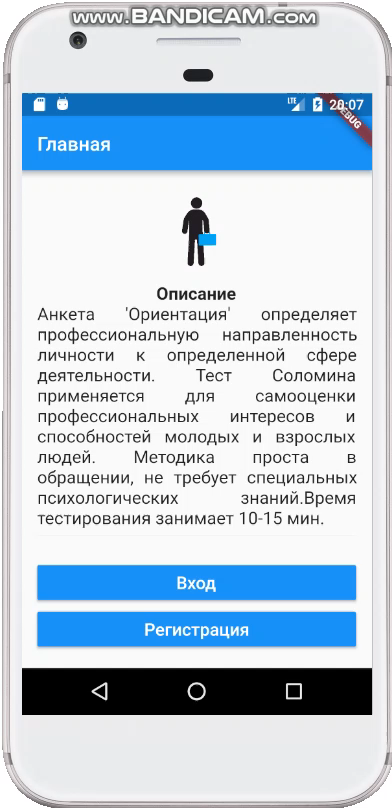 www.BANDICAM.com
LTE 20:07
DEBUG
Главная
Описание
Анкета 'Ориентация' определяет
профессиональную направленность
личности к определенной сфере
деятельности. Тест Соломина
применяется для самооценки
профессиональных интересов и
способностей молодых и взрослых
людей. Методика проста в
обращении, не требует специальных
психологических знаний.Время
тестирования занимает 10-15 мин.
Вход
Регистрация